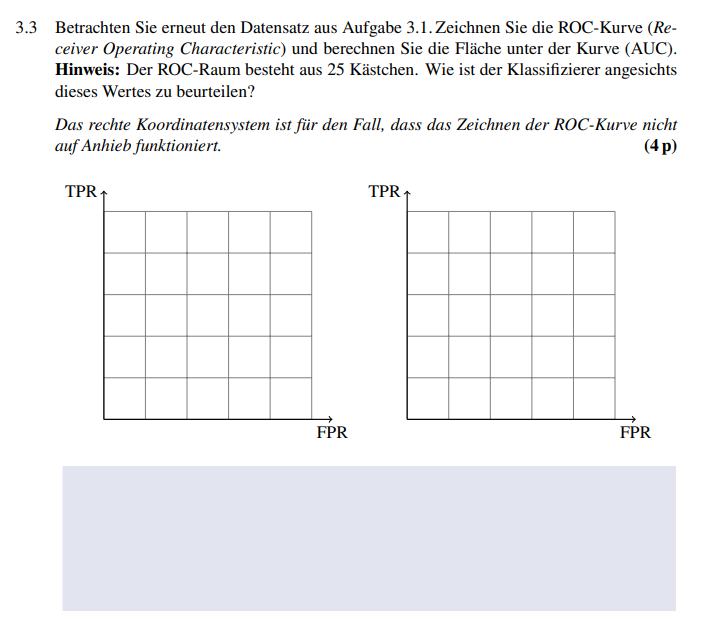 3.3 Betrachten Sie erneut den Datensatz aus Aufgabe 3.1. Zeichnen Sie die ROC-Kurve (Re-
ceiver Operating Characteristic) und berechnen Sie die Fläche unter der Kurve (AUC).
Hinweis: Der ROC-Raum besteht aus 25 Kästchen. Wie ist der Klassifizierer angesichts
dieses Wertes zu beurteilen?
Das rechte Koordinatensystem ist für den Fall, dass das Zeichnen der ROC-Kurve nicht
auf Anhieb funktioniert. (4 p)
TPR TPR
FPR FPR